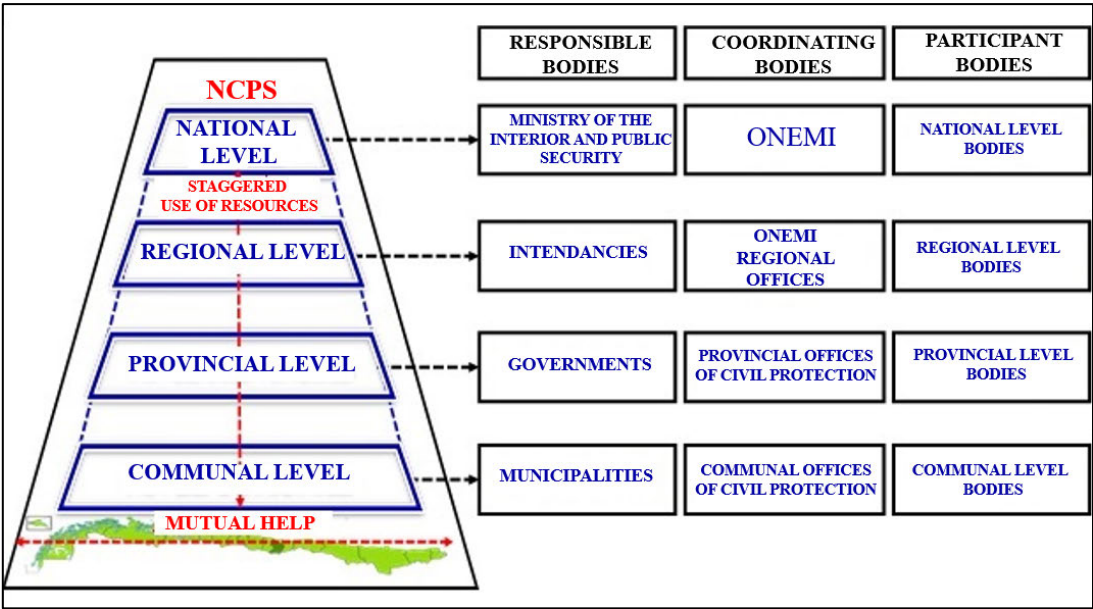 NCPS
NATIONAL
LEVEL
STAGGERED
USE OF RESOURCES
REGIONAL LEVEL
PROVINCIAL LEVEL
COMMUNAL LEVEL
MUTUAL HELP
RESPONSIBLE
BODIES
COORDINATING
BODIES
PARTICIPANT
BODIES
MINISTRY OF THE
INTERIOR AND PUBLIC
SECURITY
ONEMI
NATIONAL LEVEL
BODIES
INTENDANCIES
ONEMI
REGIONAL
OFFICES
REGIONAL LEVEL
BODIES
GOVERNMENTS
PROVINCIAL OFFICES
OF CIVIL PROTECTION
PROVINCIAL LEVEL
BODIES
MUNICIPALITIES
COMMUNAL OFFICES
OF CIVIL PROTECTION
COMMUNAL LEVEL
BODIES